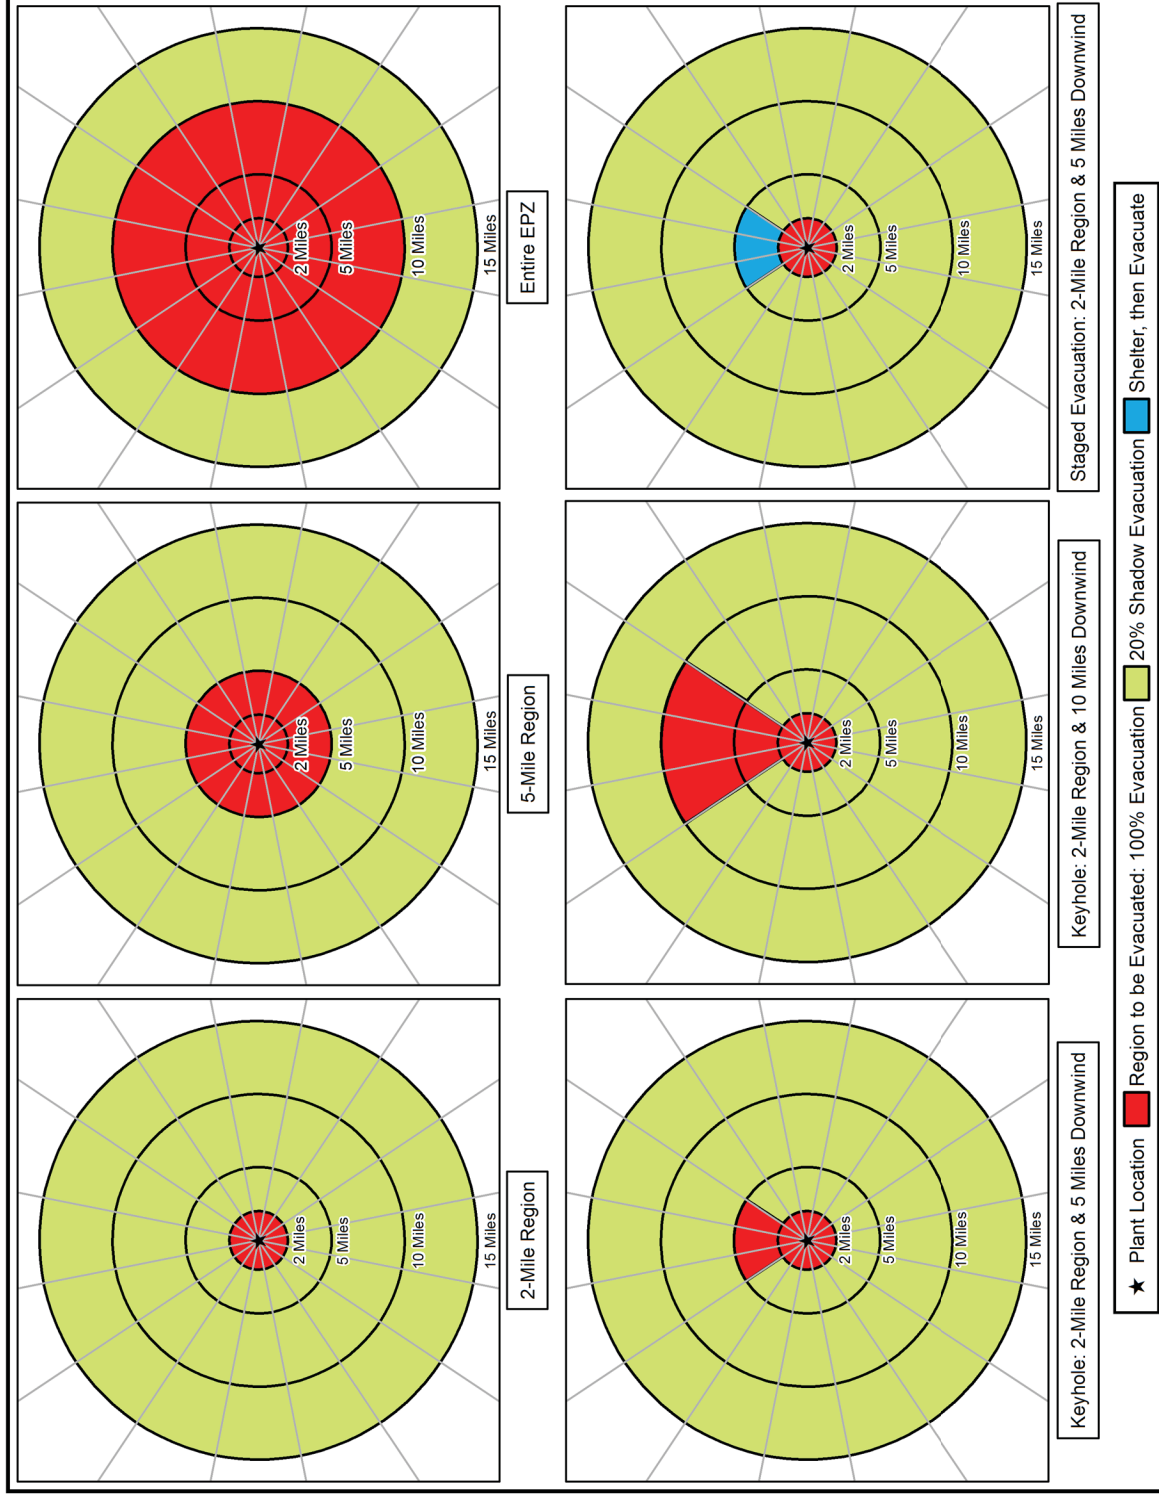 2 Miles
5 Miles
10 Miles
15 Miles
2-Mile Region
2 Miles
5 Miles
10 Miles
15 Miles
5-Mile Region
2 Miles
5 Miles
10 Miles
15 Miles
Entire EPZ
2 Miles
5 Miles
10 Miles
15 Miles
Keyhole: 2-Mile Region & 5 Miles Downwind
2 Miles
5 Miles
10 Miles
15 Miles
Keyhole: 2-Mile Region & 10 Miles Downwind
2 Miles
5 Miles
10 Miles
15 Miles
Staged Evacuation: 2-Mile Region & 5 Miles Downwind
Plant Location Region to be Evacuated: 100% Evacuation 20% Shadow Evacuation Shelter, then Evacuate